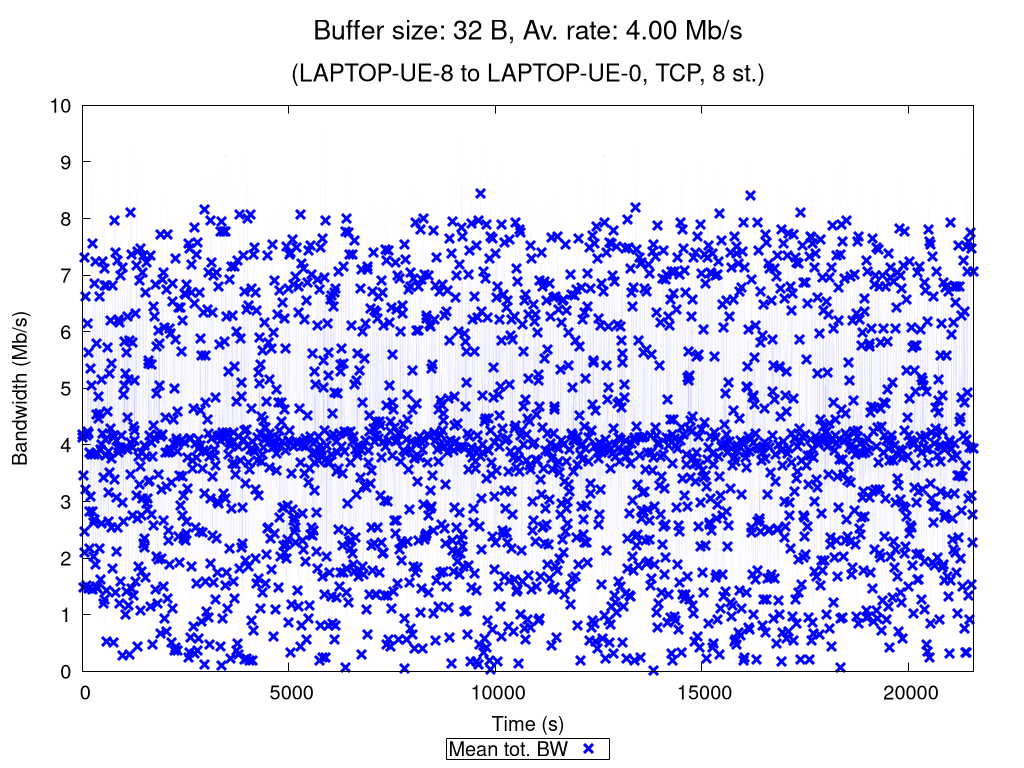 Buffer size: 32 B, Av. rate: 4.00 Mb/s
(LAPTOP-UE-8 to LAPTOP-UE-0, TCP, 8 st.)
10
9
8
7
6
5
4
3
2
1
0
Bandwidth (Mb/s)
0 5000 10000 15000 20000
Time (s)
Mean tot. BW